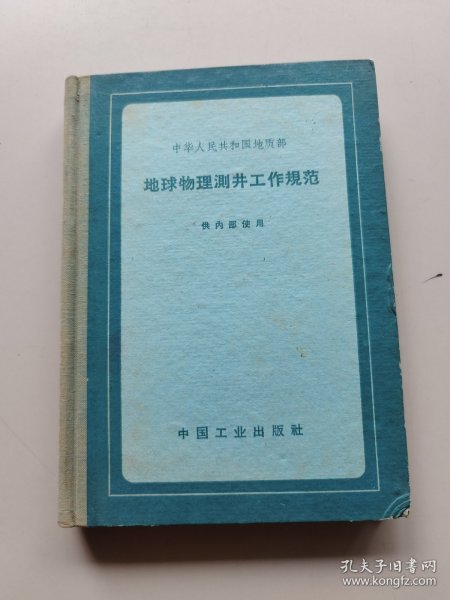 中华人民共和国地质部
地球物理測井工作規范
供内部使用
中国工业出版社
孔夫子旧书网
www.kongfz.com